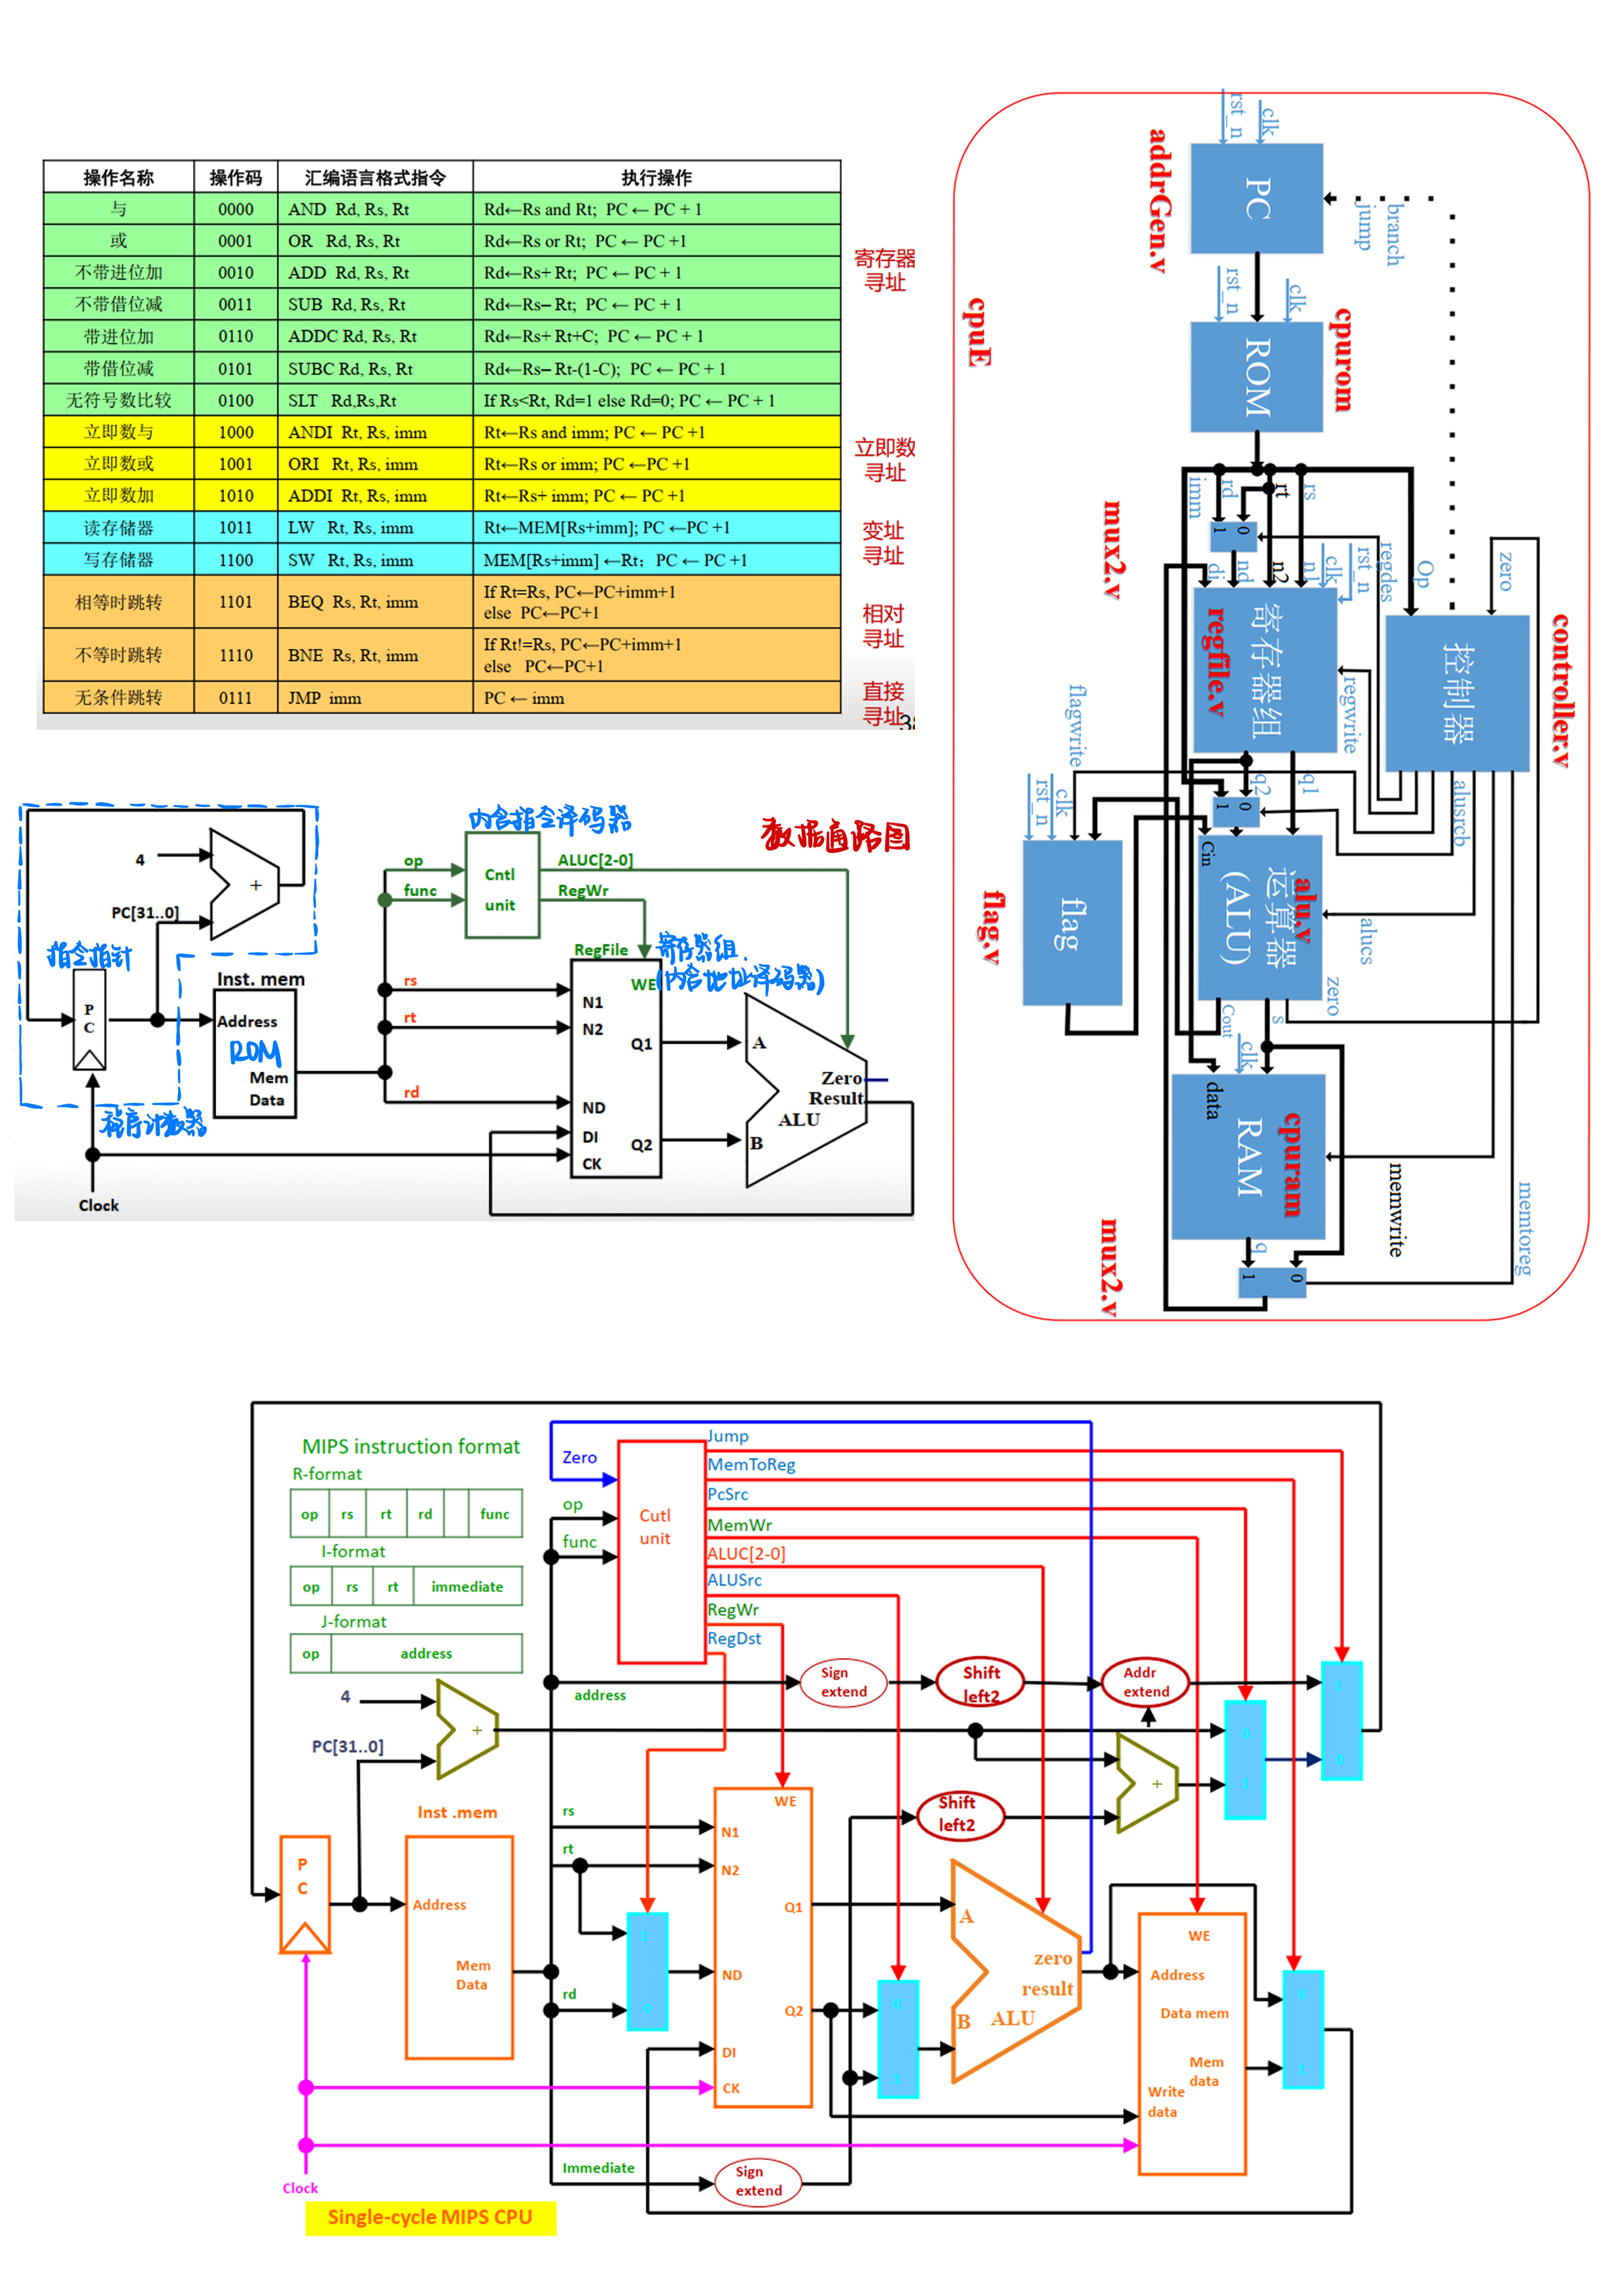 操作名称 操作码 汇编语言格式指令 执行操作
与 0000 AND Rd, Rs, Rt Rd←Rs and Rt; PC ← PC + 1
或 0001 OR Rd, Rs, Rt Rd←Rs or Rt; PC ← PC +1
不带进位加 0010 ADD Rd, Rs, Rt Rd←Rs+ Rt; PC ← PC + 1
不带借位减 0011 SUB Rd, Rs, Rt Rd←Rs– Rt; PC ← PC + 1
带进位加 0110 ADDC Rd, Rs, Rt Rd←Rs+ Rt+C; PC ← PC + 1
带借位减 0101 SUBC Rd, Rs, Rt Rd←Rs– Rt-(1-C); PC ← PC + 1
无符号数比较 0100 SLT Rd,Rs,Rt If Rs<Rt, Rd=1 else Rd=0; PC ← PC + 1
立即数与 1000 ANDI Rt, Rs, imm Rt←Rs and imm; PC ← PC +1
立即数或 1001 ORI Rt, Rs, imm Rt←Rs or imm; PC ←PC +1
立即数加 1010 ADDI Rt, Rs, imm Rt←Rs+ imm; PC ← PC +1
读存储器 1011 LW Rt, Rs, imm Rt←MEM[Rs+imm]; PC ←PC +1
写存储器 1100 SW Rt, Rs, imm MEM[Rs+imm] ←Rt; PC ← PC +1
相等时跳转 1101 BEQ Rs, Rt, imm If Rt=Rs, PC←PC+imm+1
else PC←PC+1
不等时跳转 1110 BNE Rs, Rt, imm If Rt!=Rs, PC←PC+imm+1
else PC←PC+1
无条件跳转 0111 JMP imm PC ← imm
寄存器
寻址
立即数
寻址
变址
寻址
相对
寻址
直接
寻址
内含指令译码器
数据通路图
4
+
PC[31..0]
指令指针
P
C
Inst. mem
Address
ROM
Mem
Data
程序计数器
Clock
op
func
Cntl
unit
ALUC[2-0]
RegWr
RegFile
寄存器组
(内含地址译码器)
WE
rs
rt
rd
N1
N2
Q1
ND
DI
Q2
CK
A
B
Zero
Result
ALU
cpuE
rst_n
clk
addrGen.v
PC
branch
jump
rst_n
clk
cpurom
ROM
imm
rd
rt
rs
mux2.v
1
0
di
nd
n2
n1
clk
rst_n
regdes
Op
zero
寄存器组
regfile.v
控制器
controller.v
flagwrite
regwrite
rst_n
clk
q2
q1
1
0
alusrcb
flag
flag.v
Cin
运算器
(ALU)
alu.v
alucs
zero
Cout
s
clk
data
RAM
cpuram
memwrite
memtoreg
q
mux2.v
1
0
MIPS instruction format
R-format
op rs rt rd func
I-format
op rs rt immediate
J-format
op address
Zero
op
func
Cutl
unit
Jump
MemToReg
PcSrc
MemWr
ALUC[2-0]
ALUSrc
RegWr
RegDst
address
Sign
extend
Shift
left2
Addr
extend
1
0
4
+
PC[31..0]
0
1
+
Shift
left2
Inst .mem
P
C
Address
Mem
Data
rs
rt
rd
1
0
WE
N1
N2
Q1
ND
Q2
DI
CK
0
1
A
B
zero
result
ALU
WE
Address
Data mem
Mem
data
Write
data
0
1
Immediate
Sign
extend
Clock
Single-cycle MIPS CPU